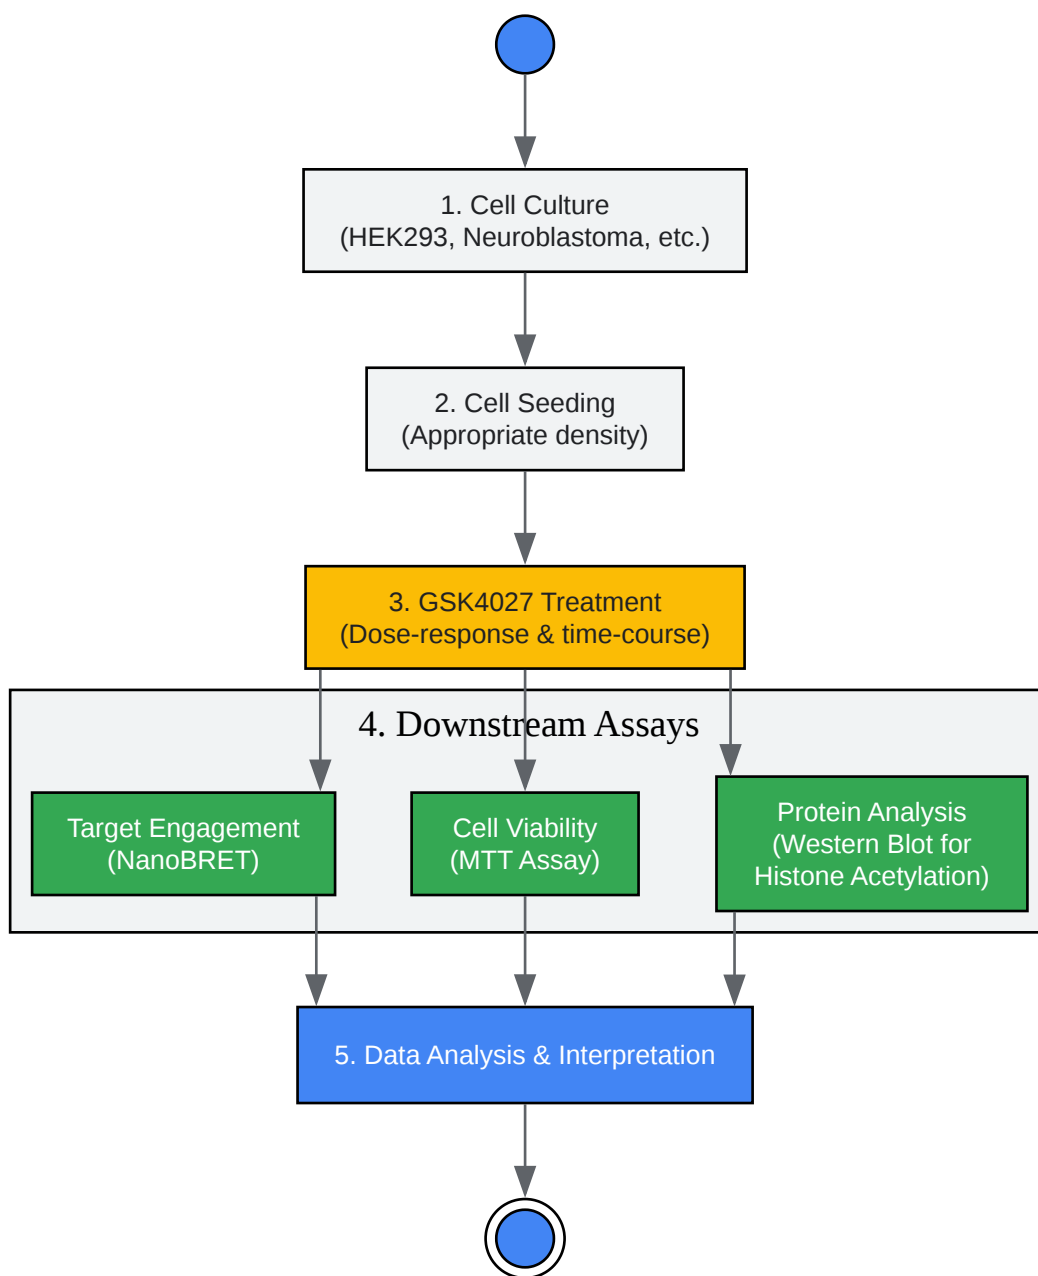 1. Cell Culture
(HEK293, Neuroblastoma, etc.)
2. Cell Seeding
(Appropriate density)
3. GSK4027 Treatment
(Dose-response & time-course)
4. Downstream Assays
Target Engagement
(NanoBRET)
Cell Viability
(MTT Assay)
Protein Analysis
(Western Blot for
Histone Acetylation)
5. Data Analysis & Interpretation